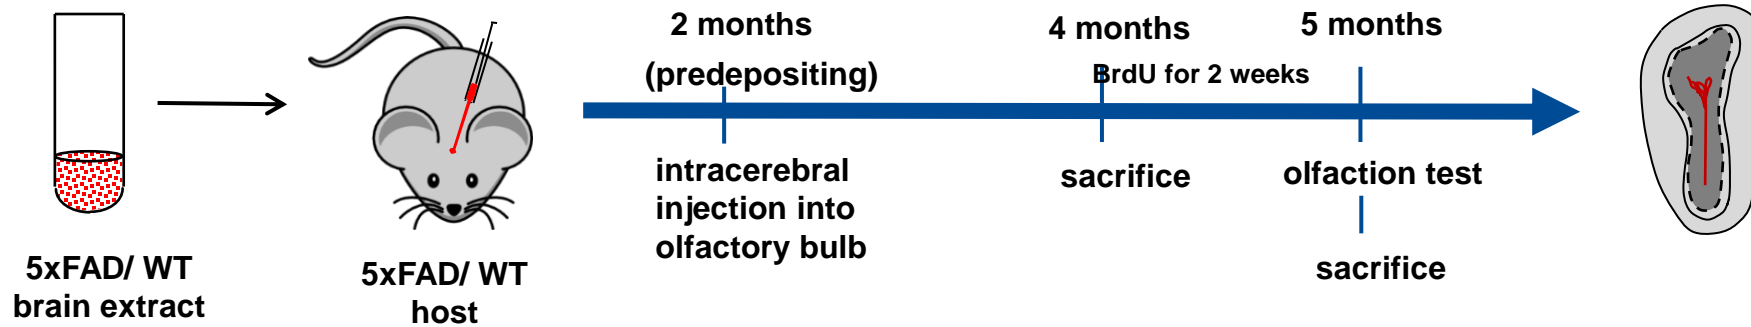 5xFAD/ WT
brain extract
5xFAD/ WT
host
2 months
(predepositing)
intracerebral
injection into
olfactory bulb
4 months
BrdU for 2 weeks
sacrifice
5 months
olfaction test
sacrifice